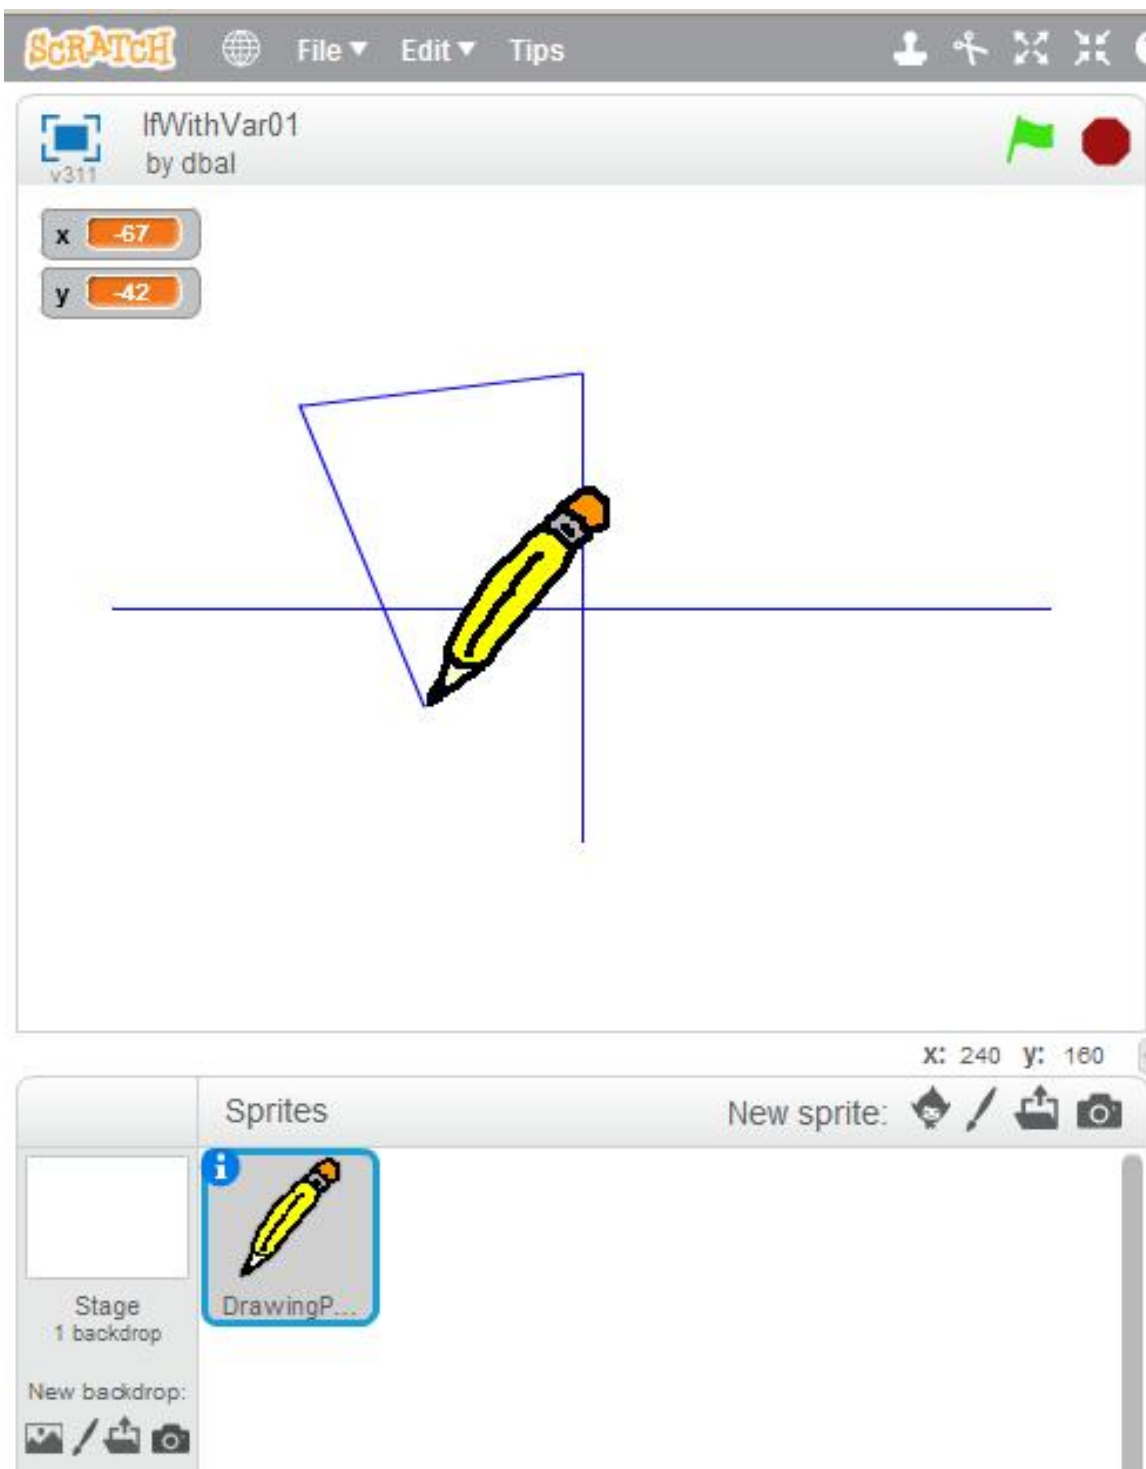 SCRATCH File Edit Tips
IfWithVar01
by dbal
v311
x -67
y -42
x: 240 y: 160
Sprites New sprite:
Stage
1 backdrop
DrawingP...
New backdrop: